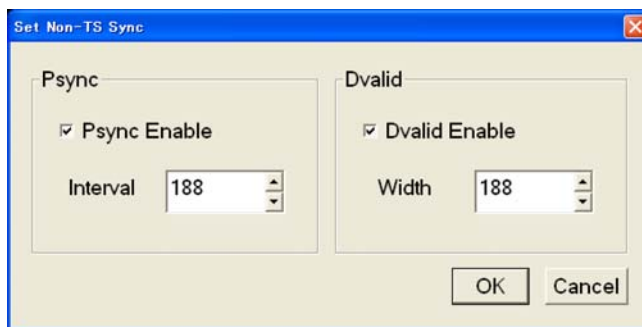 Set Non-TS Sync
Psync
Psync Enable
Interval 188
Dvalid
Dvalid Enable
Width 188
OK Cancel